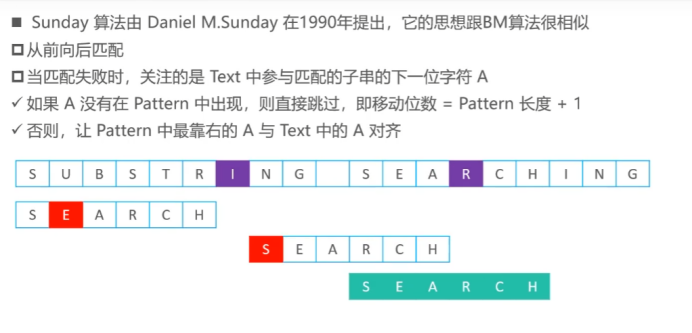 ■ Sunday 算法由 Daniel M.Sunday 在1990年提出，它的思想跟BM算法很相似
❑从前向后匹配
❑当匹配失败时，关注的是 Text 中参与匹配的子串的下一位字符 A
✓ 如果 A 没有在 Pattern 中出现，则直接跳过，即移动位数 = Pattern 长度 + 1
✓ 否则，让 Pattern 中最靠右的 A 与 Text 中的 A 对齐
S U B S T R I N G S E A R C H I N G
S E A R C H
S E A R C H
S E A R C H